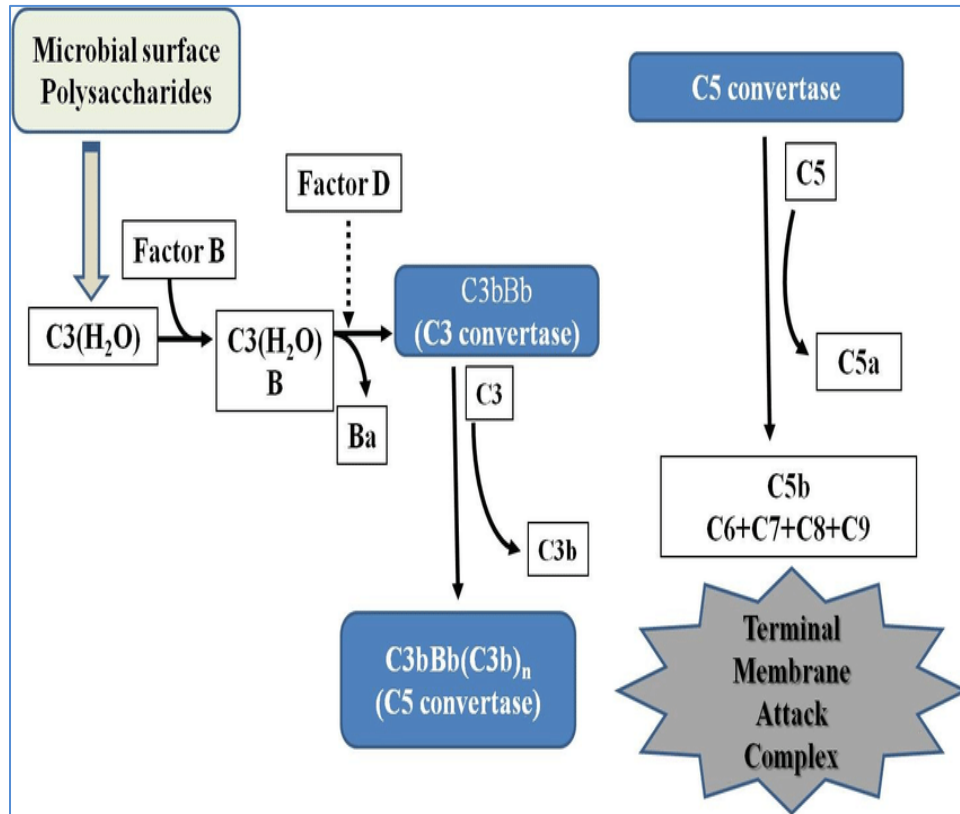 Microbial surface
Polysaccharides
C5 convertase
C5
Factor D
Factor B
C3bBb
(C3 convertase)
C3(H₂O)
C3(H₂O)
B
C5a
C3
Ba
C5b
C6+C7+C8+C9
C3b
Terminal
Membrane
Attack
Complex
C3bBb(C3b)ₙ
(C5 convertase)